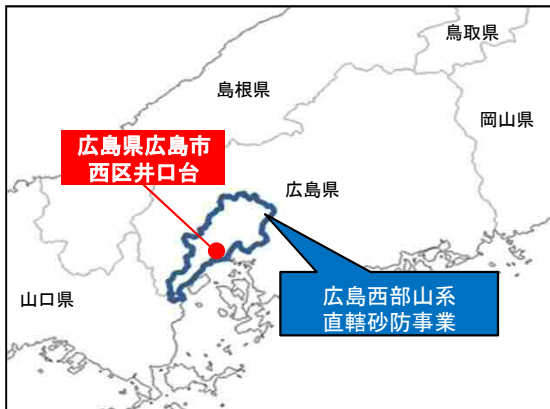 鳥取県
島根県
岡山県
広島県広島市
西区井口台
広島県
広島西部山系
直轄砂防事業
山口県